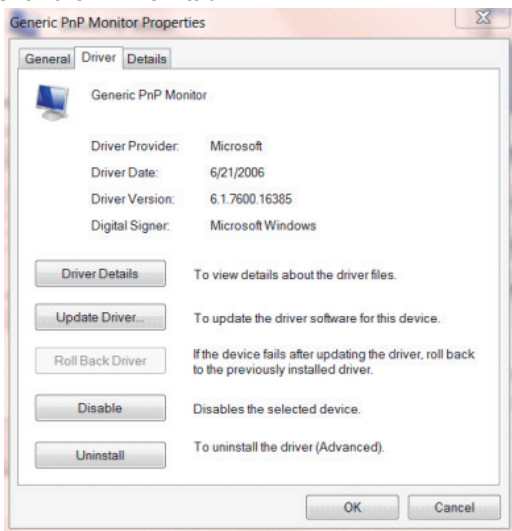 Generic PnP Monitor Properties
General Driver Details
Generic PnP Monitor
Driver Provider: Microsoft
Driver Date: 6/21/2006
Driver Version: 6.1.7600.16385
Digital Signer: Microsoft Windows
Driver Details To view details about the driver files.
Update Driver... To update the driver software for this device.
Roll Back Driver If the device fails after updating the driver, roll back
to the previously installed driver.
Disable Disables the selected device.
Uninstall To uninstall the driver (Advanced).
OK Cancel